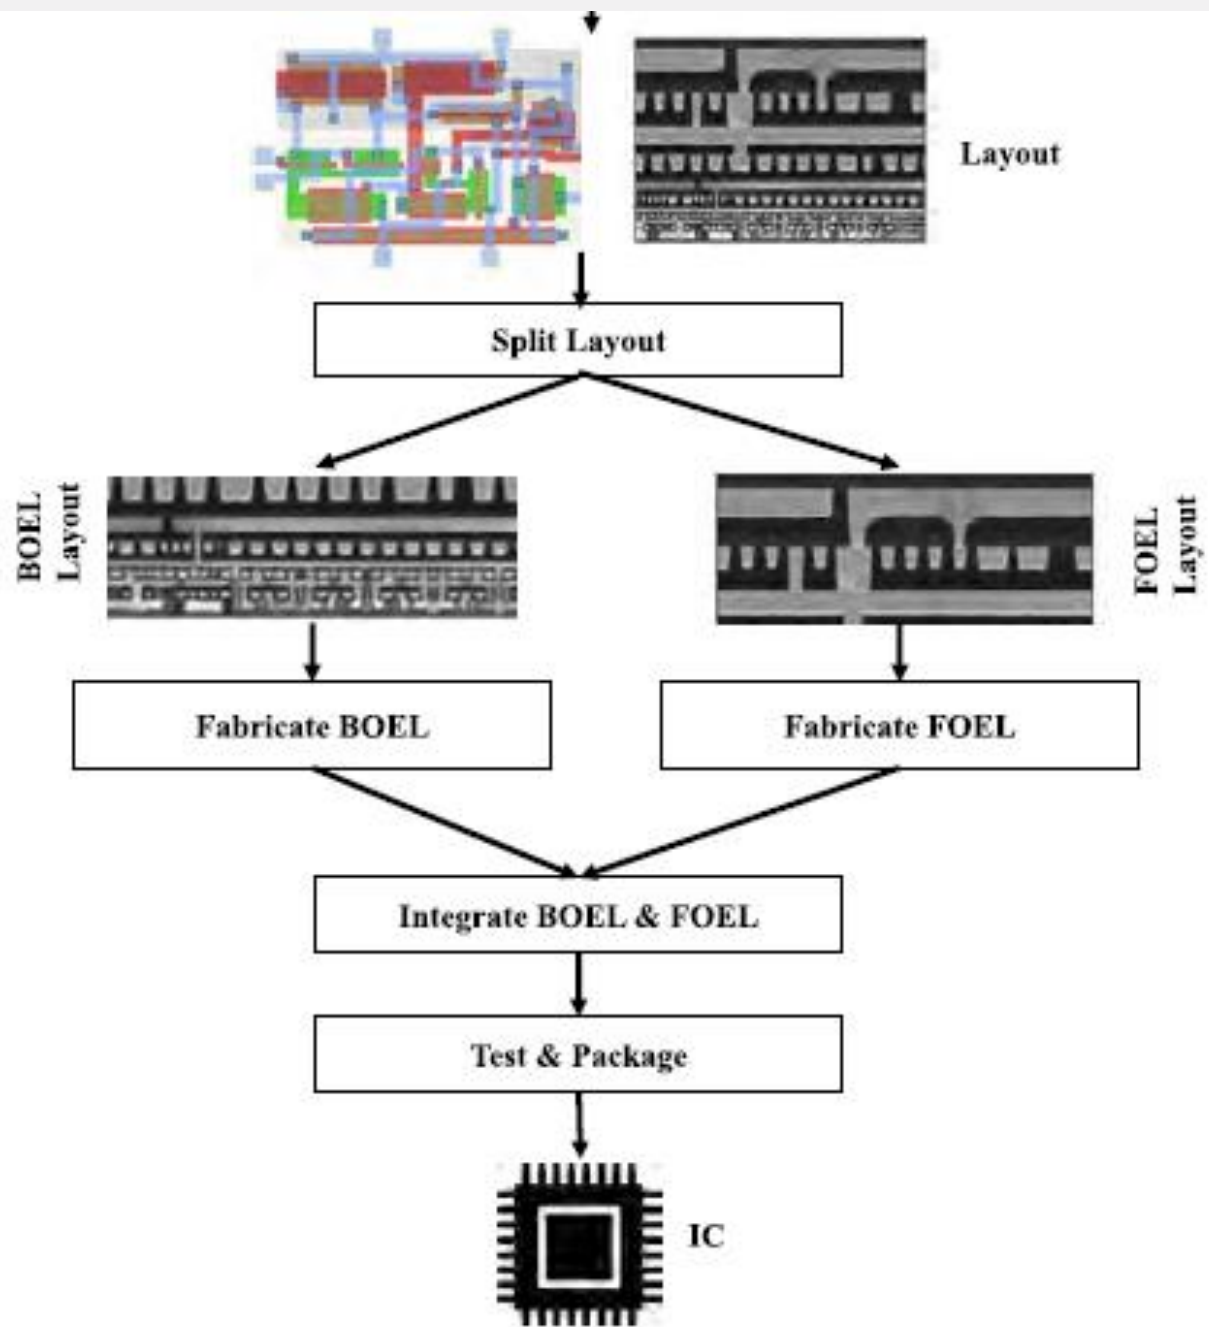 Layout
Split Layout
BOEL
Layout
FOEL
Layout
Fabricate BOEL
Fabricate FOEL
Integrate BOEL & FOEL
Test & Package
IC